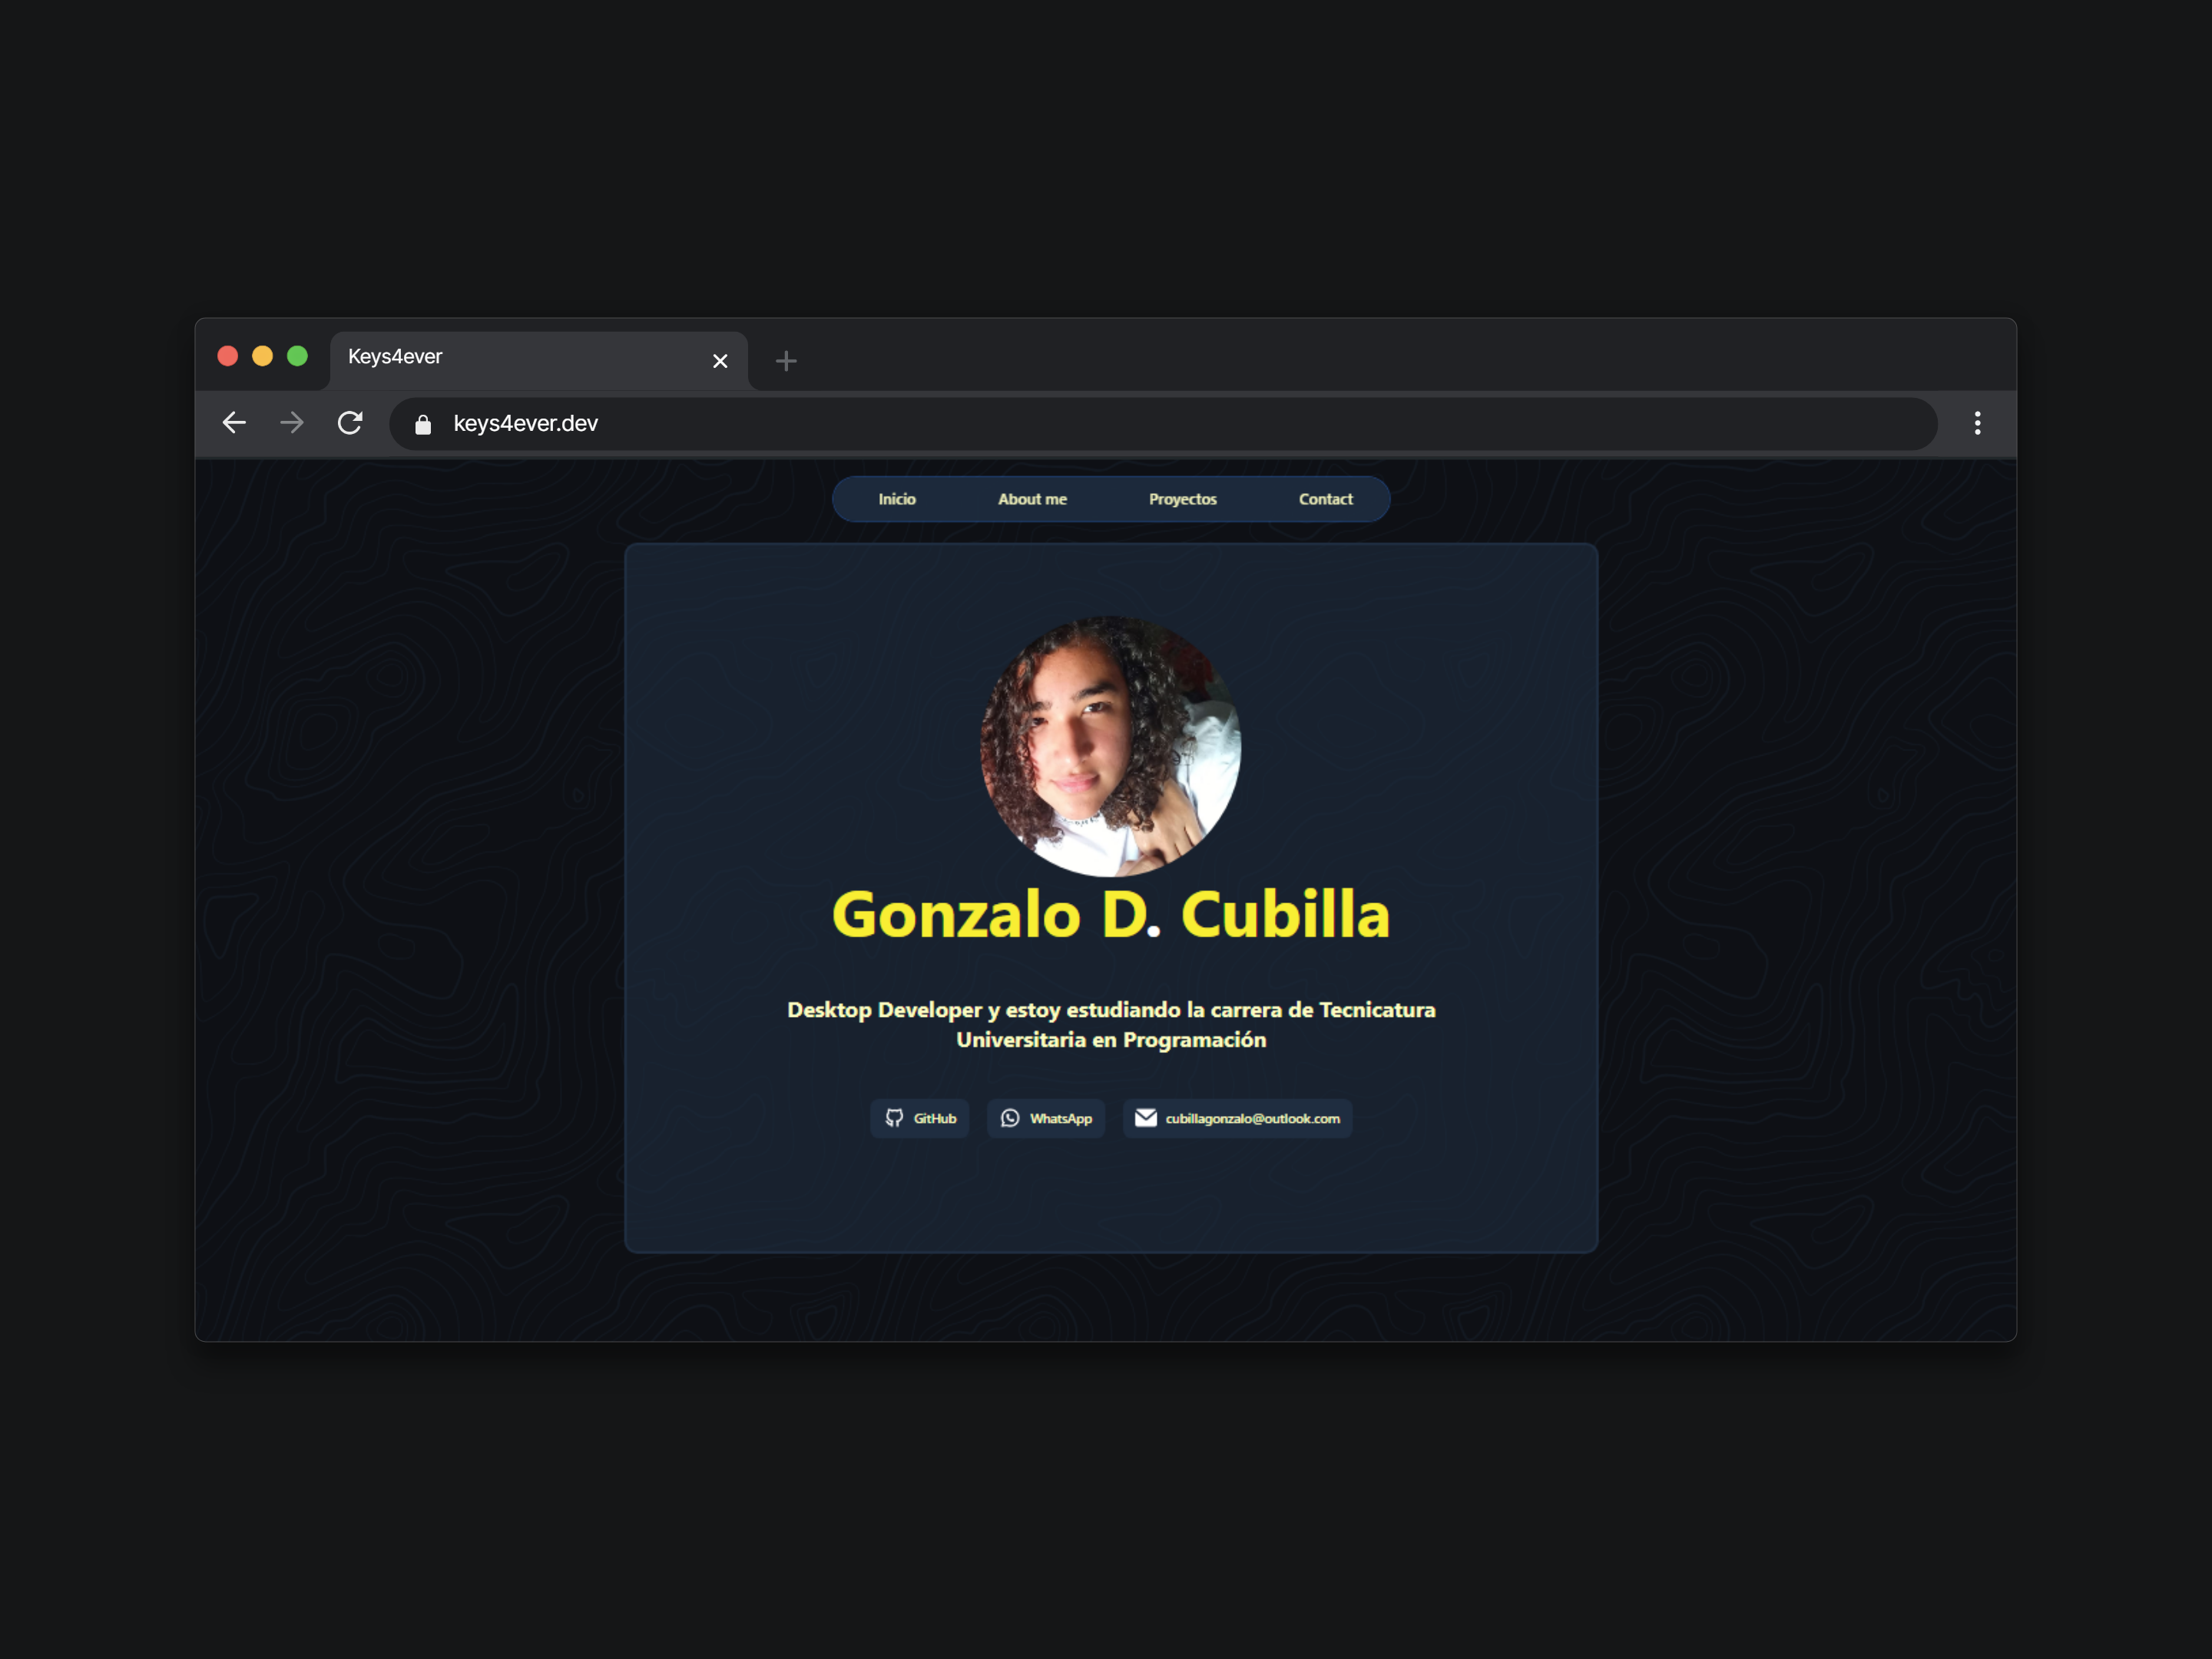 Keys4ever
keys4ever.dev
Inicio About me Proyectos Contact
Gonzalo D. Cubilla
Desktop Developer y estoy estudiando la carrera de Tecnicatura
Universitaria en Programación
GitHub WhatsApp cubillagonzalo@outlook.com